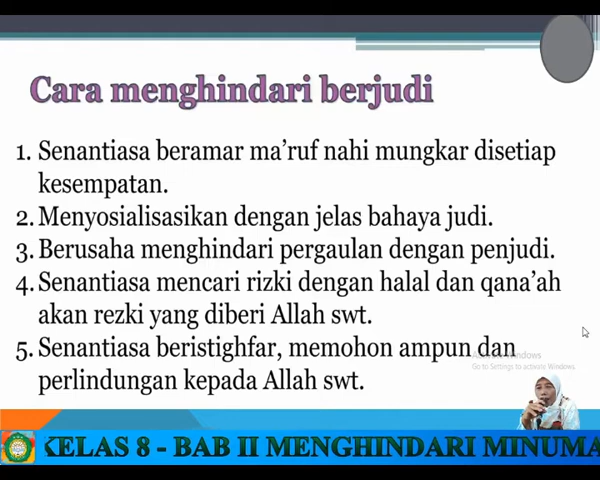 Cara menghindari berjudi
1. Senantiasa beramar ma’ruf nahi mungkar disetiap
kesempatan.
2. Menyosialisasikan dengan jelas bahaya judi.
3. Berusaha menghindari pergaulan dengan penjudi.
4. Senantiasa mencari rizki dengan halal dan qana’ah
akan rezki yang diberi Allah swt.
5. Senantiasa beristighfar, memohon ampun dan
perlindungan kepada Allah swt.
Activate Windows
Go to Settings to activate Windows.
KELAS 8 - BAB II MENGHINDARI MINUMA